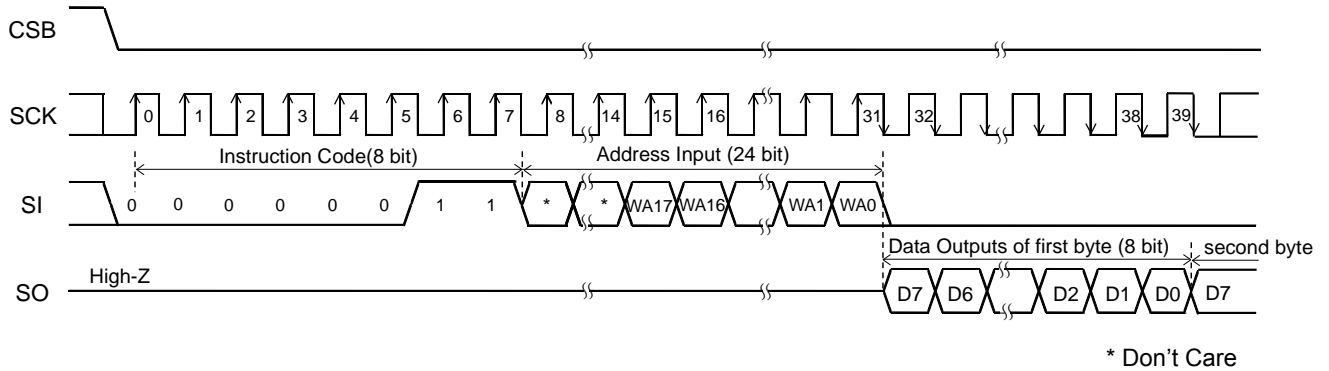 CSB
SCK 0 1 2 3 4 5 6 7 8 14 15 16 31 32 38 39
Instruction Code(8 bit) Address Input (24 bit)
SI 0 0 0 0 0 0 1 1 * * WA17 WA16 WA1 WA0
Data Outputs of first byte (8 bit) second byte
High-Z
SO D7 D6 D2 D1 D0 D7
* Don't Care